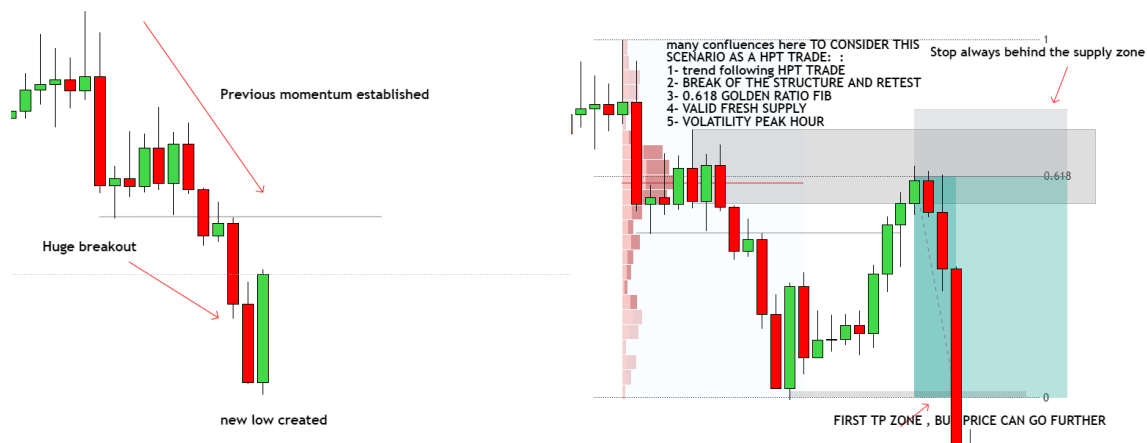 Previous momentum established
Huge breakout
new low created
many confluences here TO CONSIDER THIS
SCENARIO AS A HPT TRADE: :
1- trend following HPT TRADE
2- BREAK OF THE STRUCTURE AND RETEST
3- 0.618 GOLDEN RATIO FIB
4- VALID FRESH SUPPLY
5- VOLATILITY PEAK HOUR
1
Stop always behind the supply zone
0.618
0
FIRST TP ZONE , BUT PRICE CAN GO FURTHER